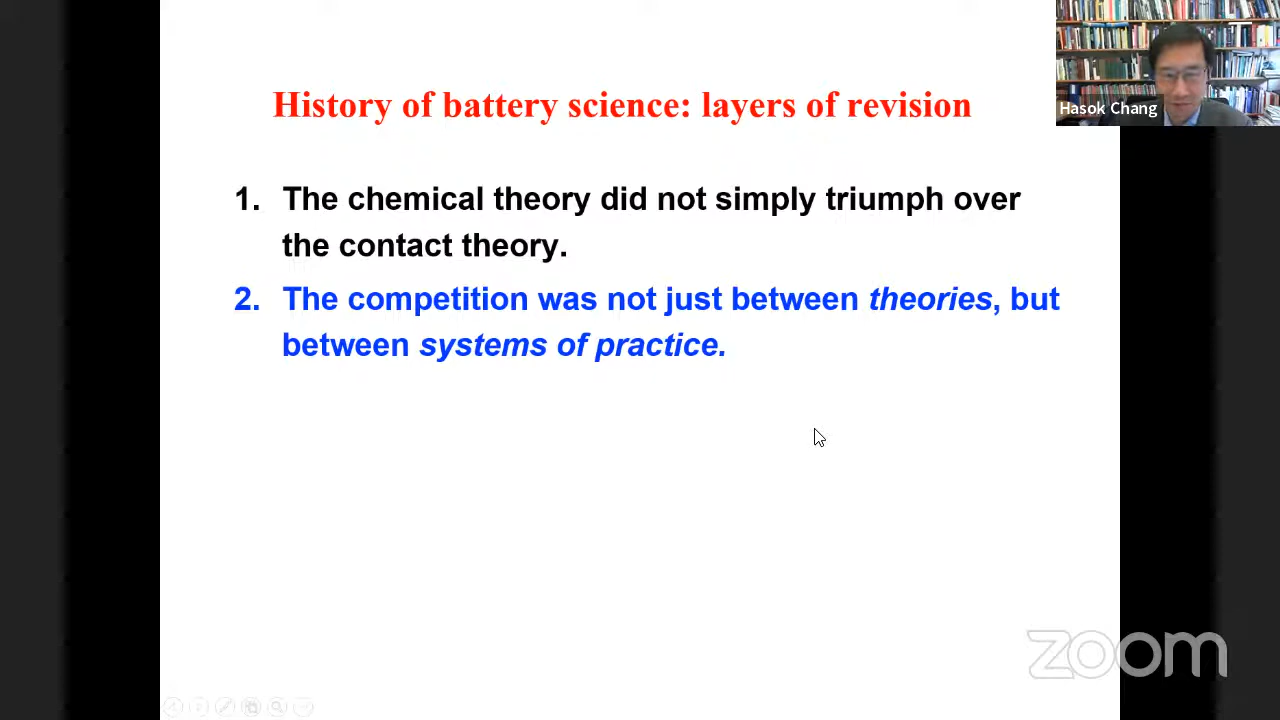 History of battery science: layers of revision
Hasok Chang
1. The chemical theory did not simply triumph over
the contact theory.
2. The competition was not just between theories, but
between systems of practice.
zoom